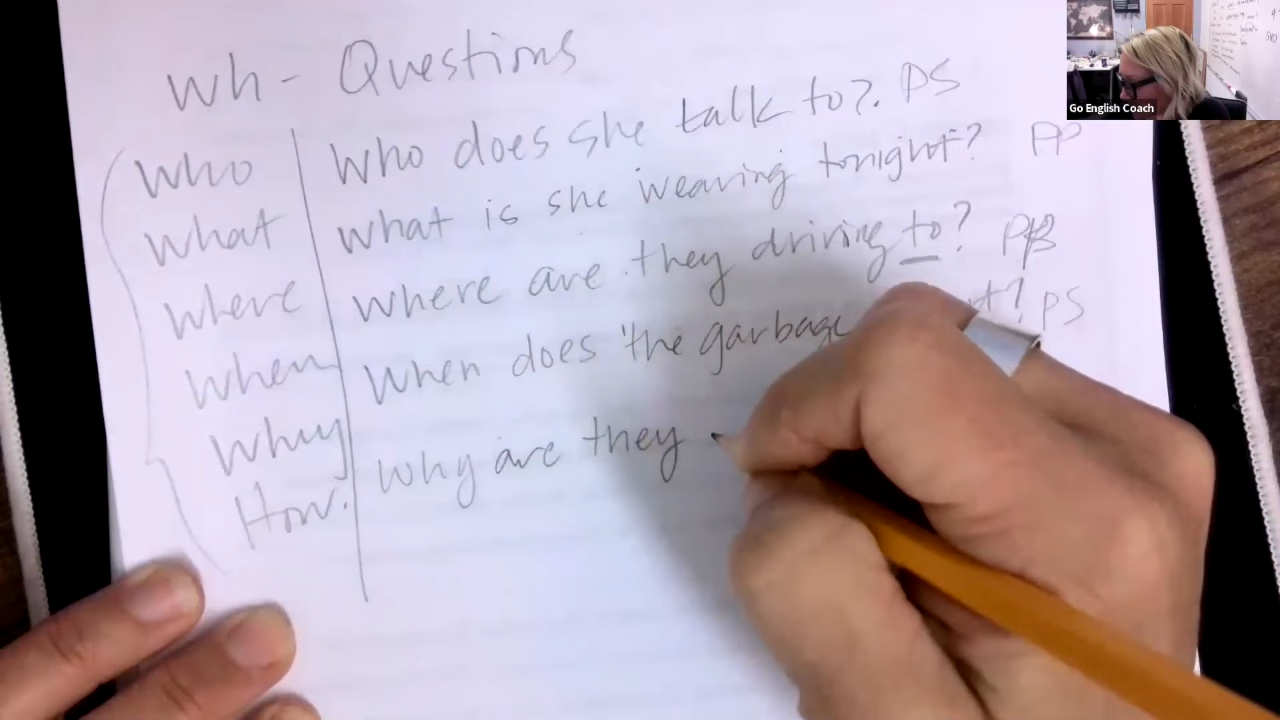 Wh- Questions
Who | Who does she talk to?. PS
What | What is she wearing tonight? PP
Where | Where are they driving to? PP
When | When does the garbage PS
Why | Why are they
How.
Go English Coach